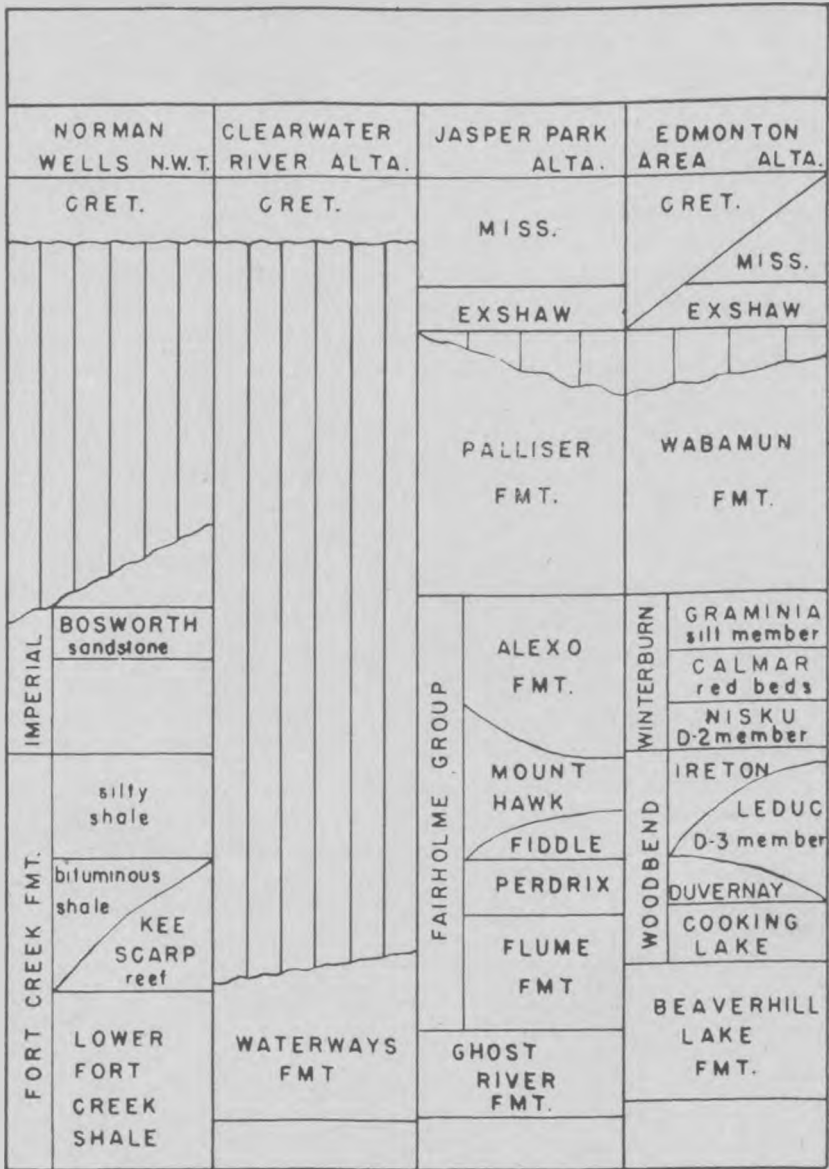 NORMAN
WELLS N.W.T.
CRET.
IMPERIAL
BOSWORTH
sandstone
FORT CREEK FMT.
silty
shale
bituminous
shale
KEE
SCARP
reef
LOWER
FORT
CREEK
SHALE
CLEARWATER
RIVER ALTA.
CRET.
WATERWAYS
FMT
JASPER PARK
ALTA.
MISS.
EXSHAW
PALLISER
FMT.
FAIRHOLME GROUP
ALEXO
FMT.
MOUNT
HAWK
FIDDLE
PERDRIX
FLUME
FMT
GHOST
RIVER
FMT.
EDMONTON
AREA ALTA.
CRET.
MISS.
EXSHAW
WABAMUN
FMT.
WINTERBURN
GRAMINIA
silt member
CALMAR
red beds
NISKU
D-2 member
WOODBEND
IRETON
LEDUC
D-3 member
DUVERNAY
COOKING
LAKE
BEAVERHILL
LAKE
FMT.